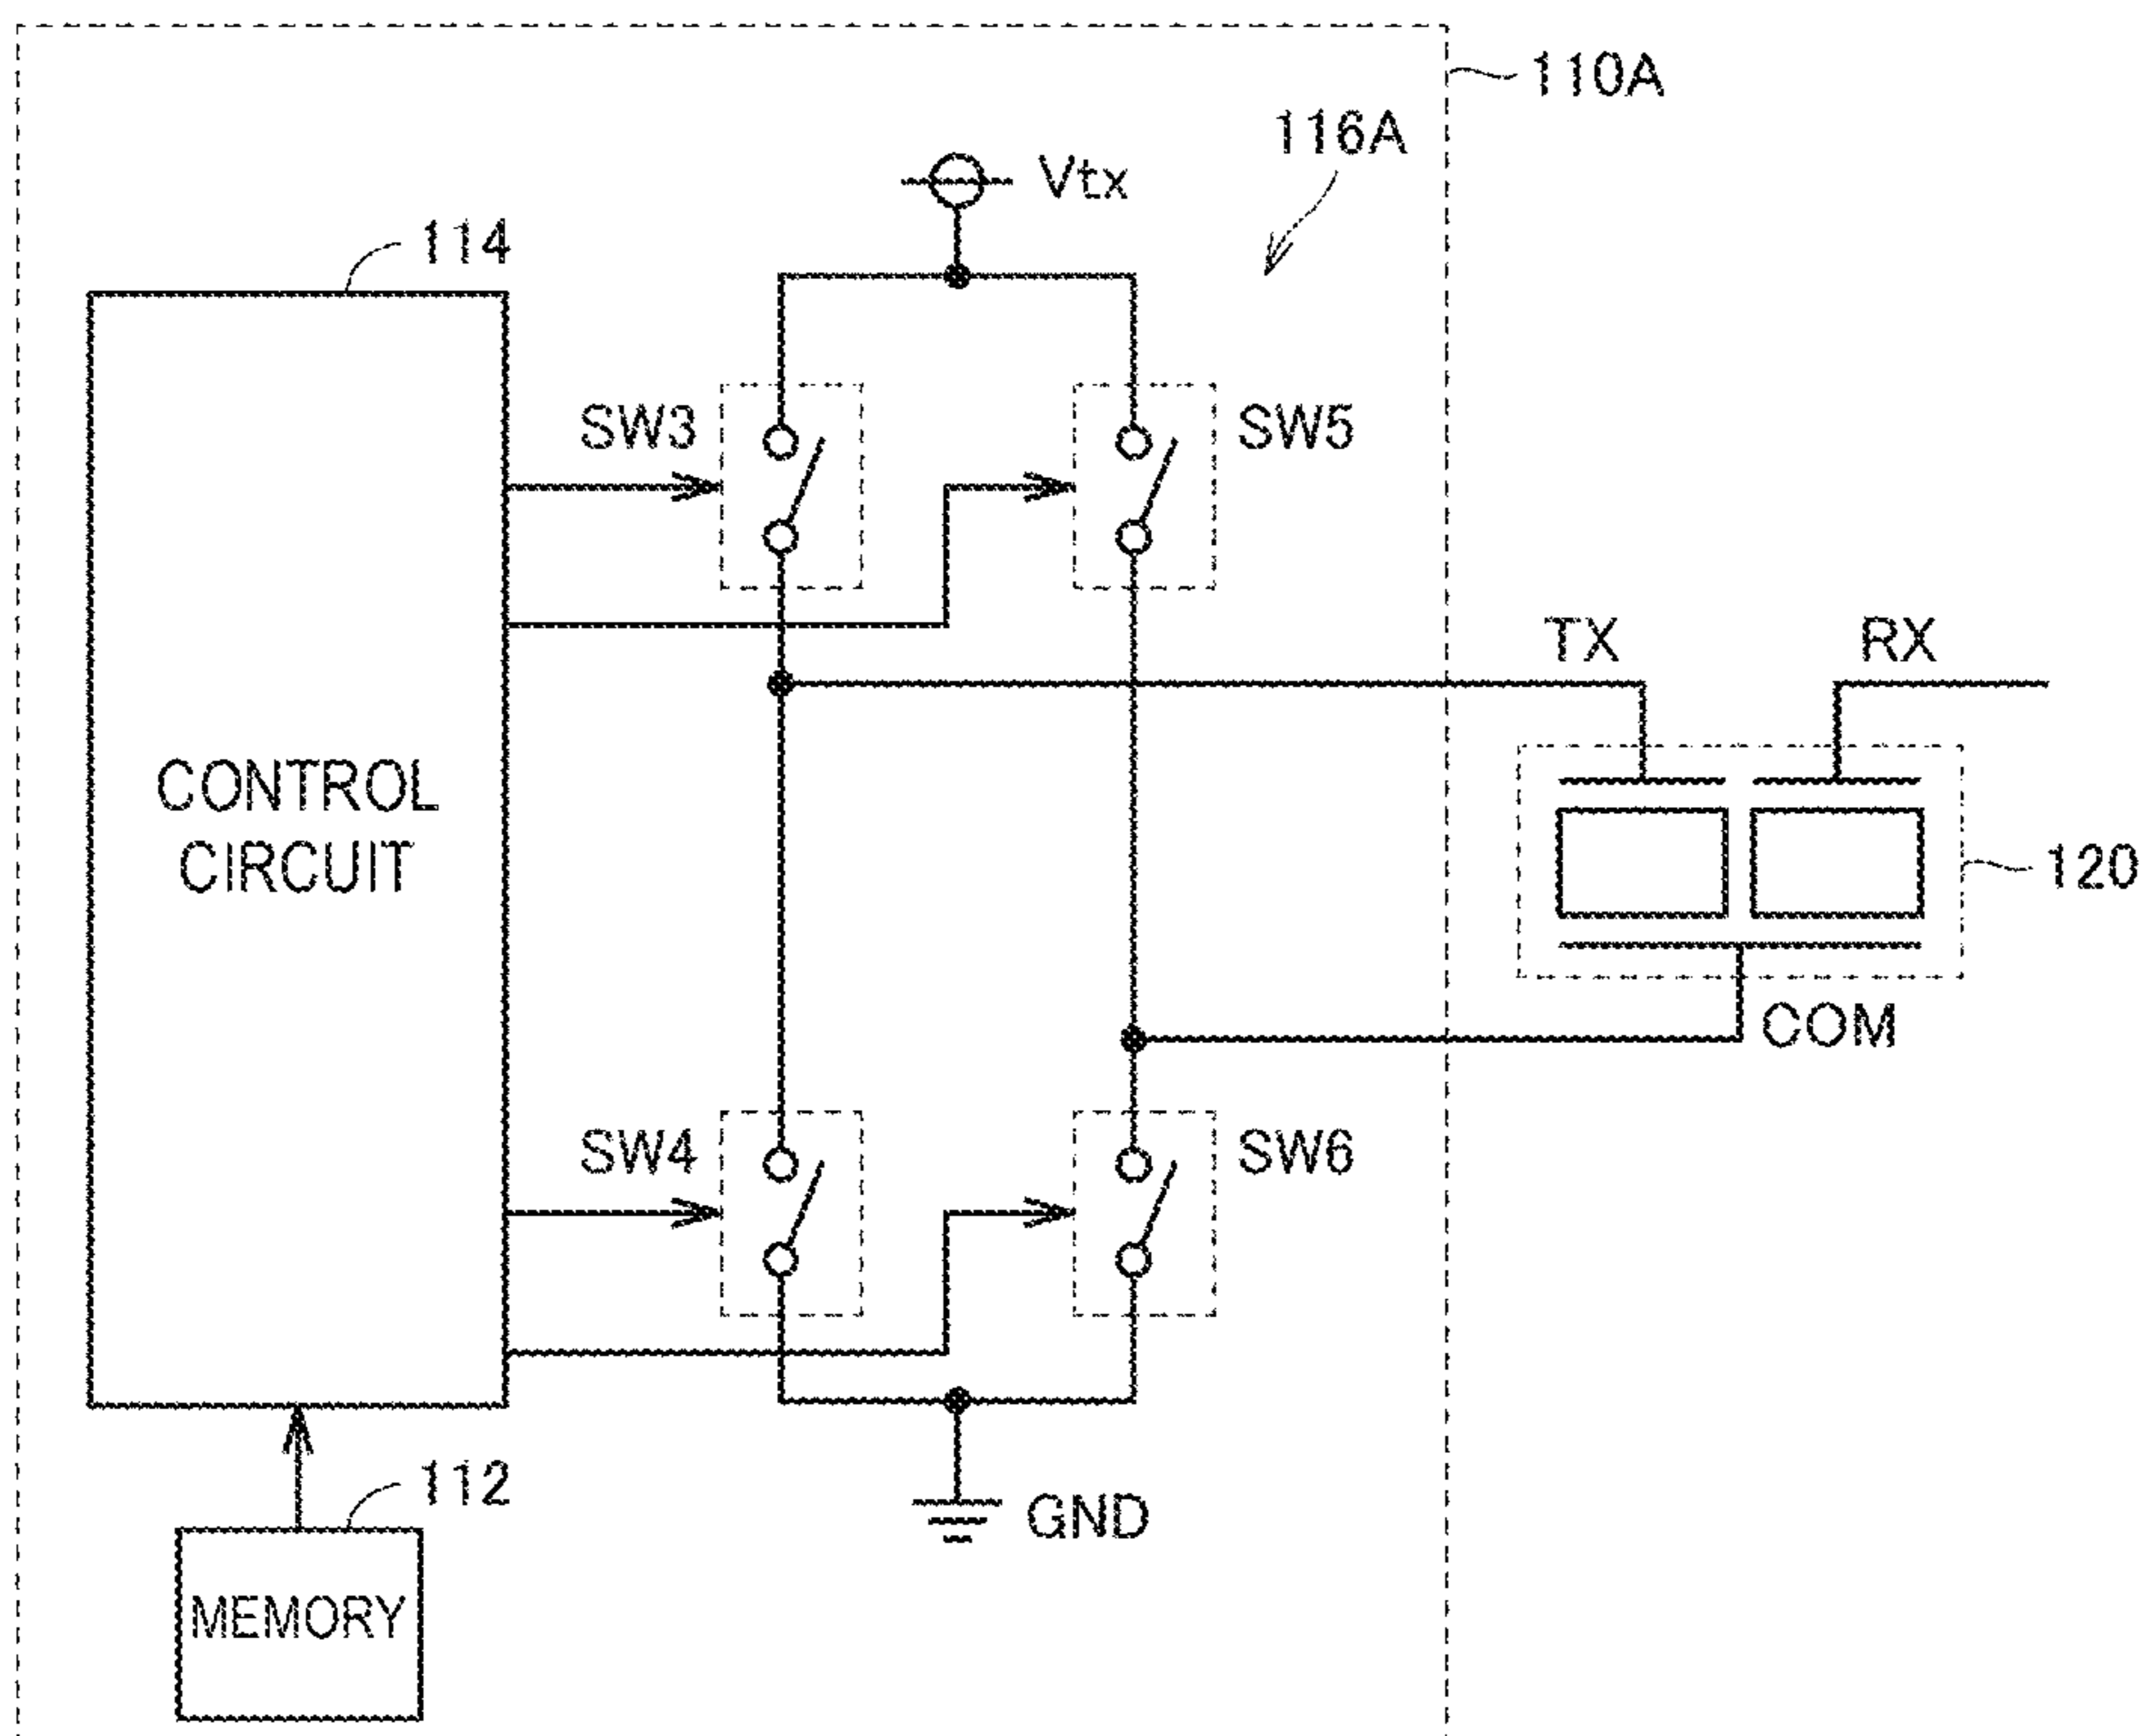 110A
116A
Vtx
114
SW3
SW5
TX
RX
CONTROL
CIRCUIT
120
COM
SW4
SW6
112
GND
MEMORY